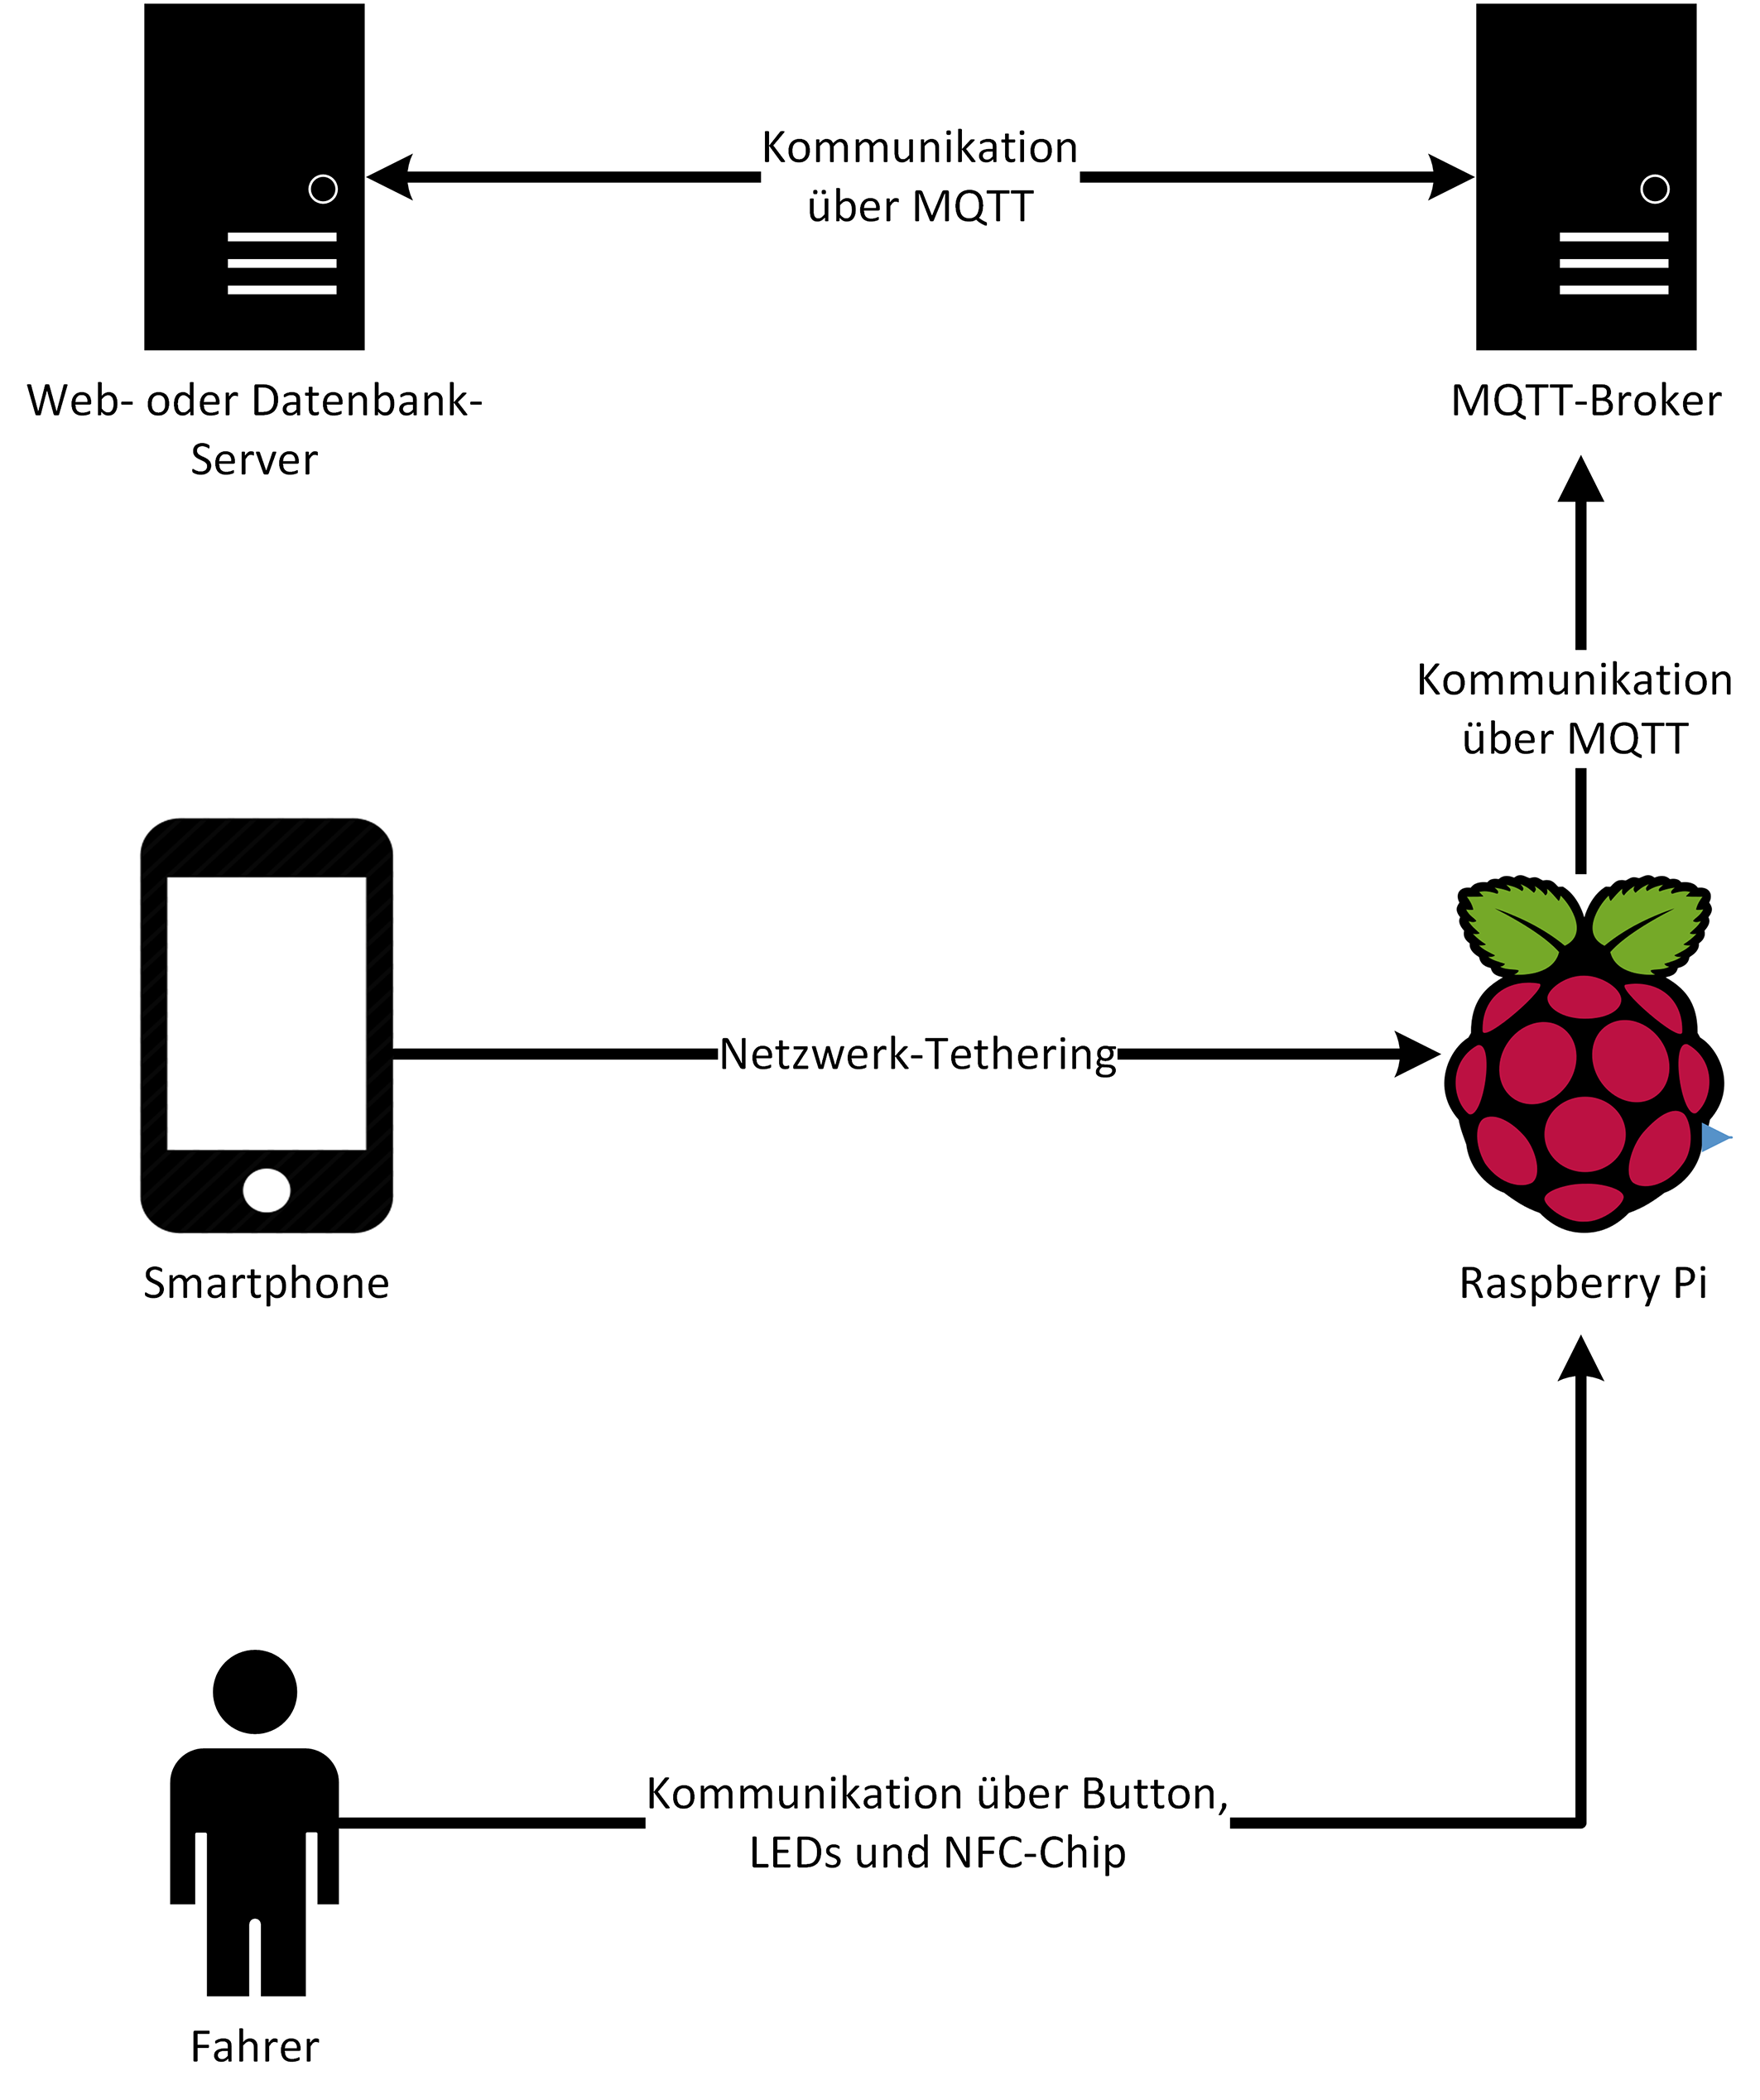 Kommunikation
über MQTT
Web- oder Datenbank-
Server
MQTT-Broker
Kommunikation
über MQTT
Netzwerk-Tethering
Smartphone
Raspberry Pi
Kommunikation über Button,
LEDs und NFC-Chip
Fahrer